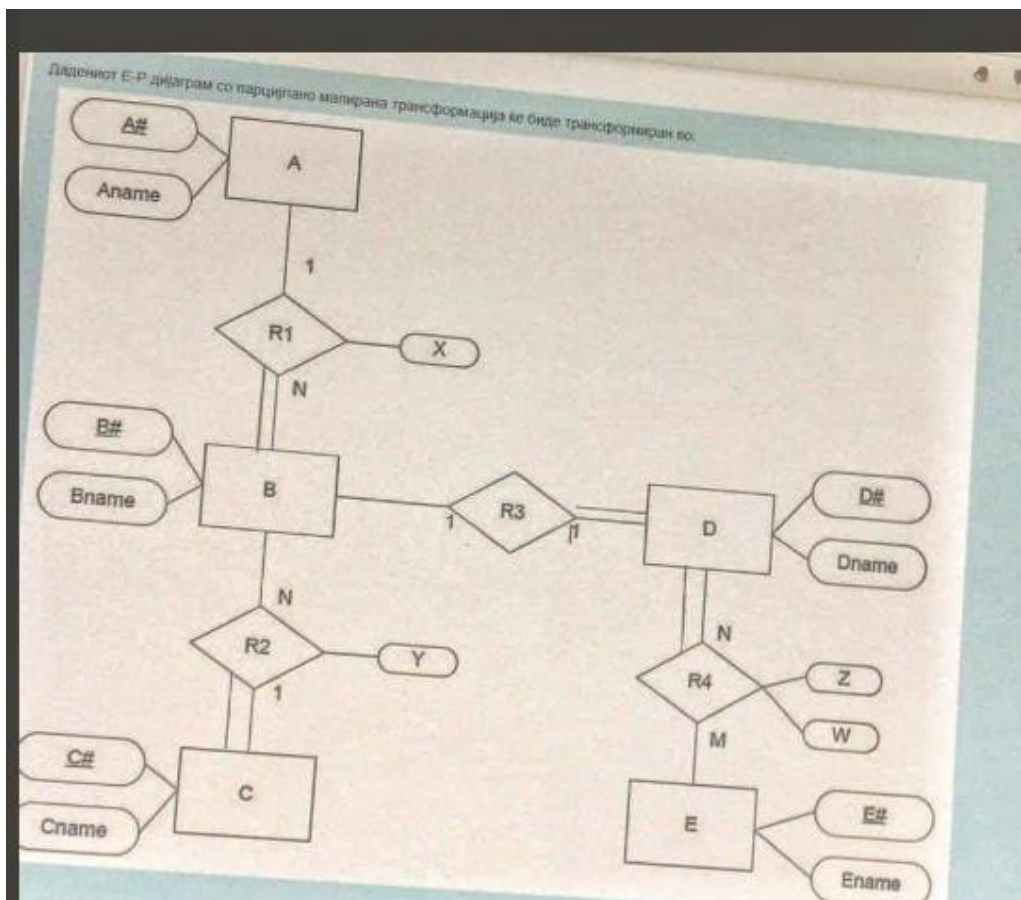 Дадениот Е-Р дијаграм со парцијлано мапирана трансформација ќе биде трансформиран во:
A#
Aname
A
1
R1
X
N
B#
Bname
B
1
R3
1
D
D#
Dname
N
R2
Y
1
N
R4
Z
W
M
C#
Cname
C
E
E#
Ename